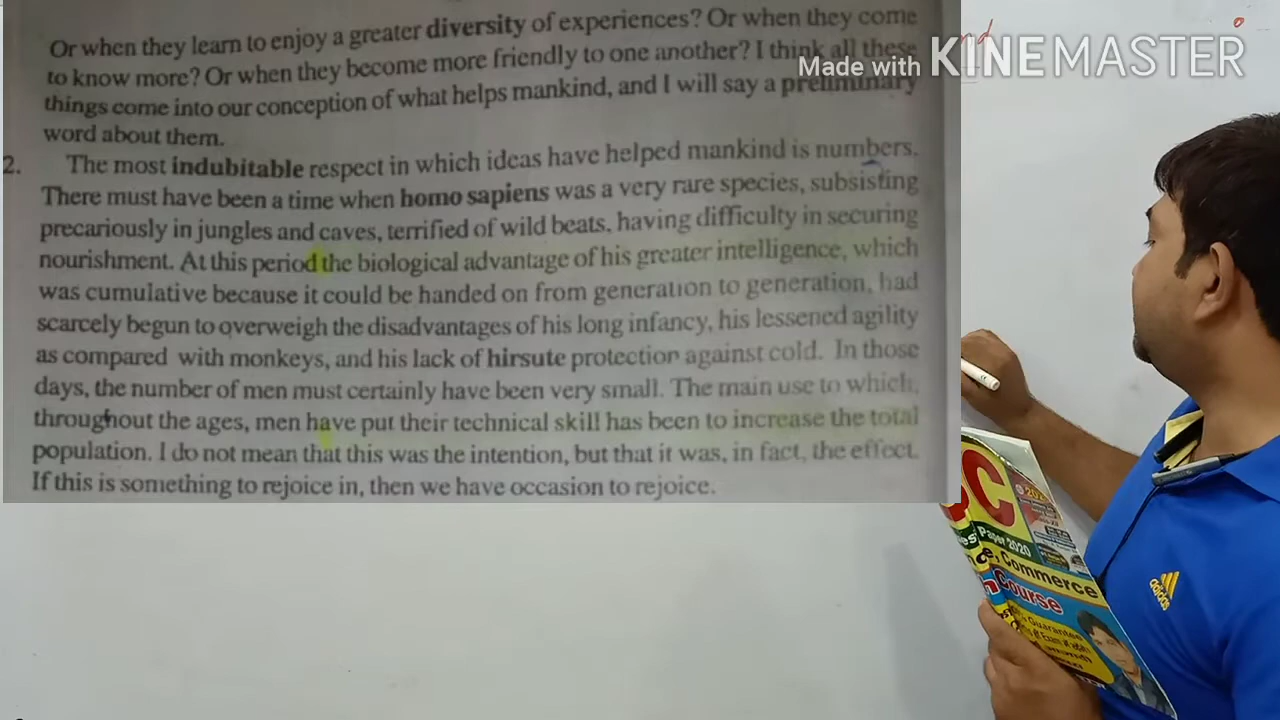 Or when they learn to enjoy a greater diversity of experiences? Or when they come
to know more? Or when they become more friendly to one another? I think all these
things come into our conception of what helps mankind, and I will say a preliminary
word about them.
2. The most indubitable respect in which ideas have helped mankind is numbers.
There must have been a time when homo sapiens was a very rare species, subsisting
precariously in jungles and caves, terrified of wild beats, having difficulty in securing
nourishment. At this period the biological advantage of his greater intelligence, which
was cumulative because it could be handed on from generation to generation, had
scarcely begun to overweigh the disadvantages of his long infancy, his lessened agility
as compared with monkeys, and his lack of hirsute protection against cold. In those
days, the number of men must certainly have been very small. The main use to which,
throughout the ages, men have put their technical skill has been to increase the total
population. I do not mean that this was the intention, but that it was, in fact, the effect.
If this is something to rejoice in, then we have occasion to rejoice.
Made with KINEMASTER
Paper 2020
Commerce
Course
Guarantee
adidas